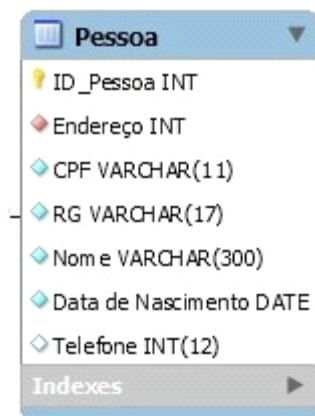 Pessoa
ID_Pessoa INT
Endereço INT
CPF VARCHAR(11)
RG VARCHAR(17)
Nome VARCHAR(300)
Data de Nascimento DATE
Telefone INT(12)
Indexes